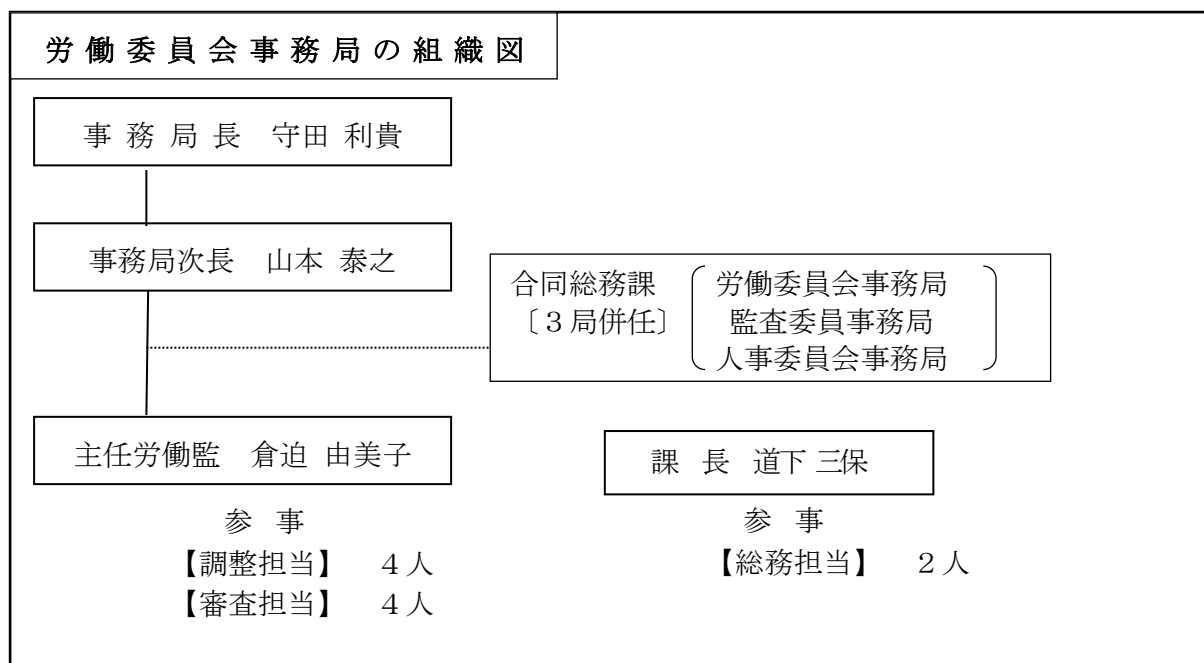 労働委員会事務局の組織図
事務局長 守田 利貴
事務局次長 山本 泰之
合同総務課 労働委員会事務局
〔３局併任〕 監査委員事務局
人事委員会事務局
主任労働監 倉迫 由美子
課長 道下 三保
参事
【調整担当】 ４人
【審査担当】 ４人
参事
【総務担当】 ２人